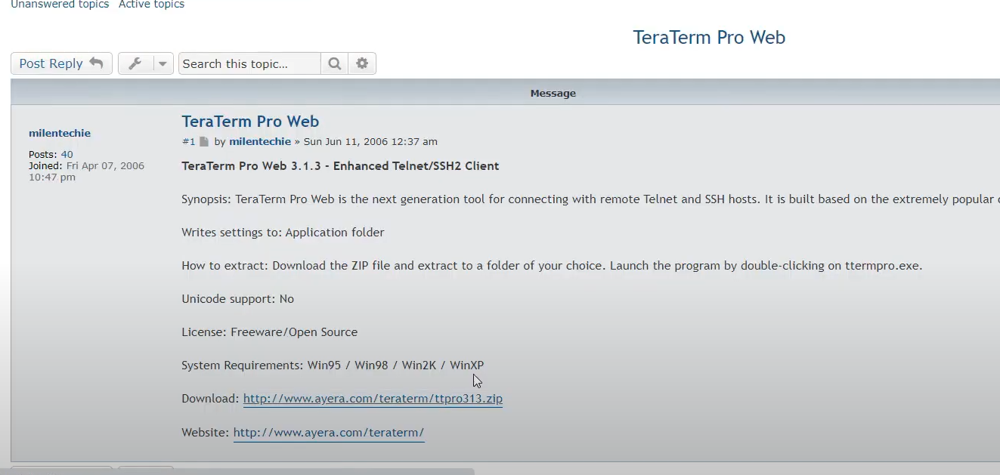 Unanswered topics Active topics
TeraTerm Pro Web
Post Reply
Search this topic...
Message
milentechie
Posts: 40
Joined: Fri Apr 07, 2006
10:47 pm
TeraTerm Pro Web
#1 by milentechie » Sun Jun 11, 2006 12:37 am
TeraTerm Pro Web 3.1.3 - Enhanced Telnet/SSH2 Client
Synopsis: TeraTerm Pro Web is the next generation tool for connecting with remote Telnet and SSH hosts. It is built based on the extremely popular
Writes settings to: Application folder
How to extract: Download the ZIP file and extract to a folder of your choice. Launch the program by double-clicking on ttermpro.exe.
Unicode support: No
License: Freeware/Open Source
System Requirements: Win95 / Win98 / Win2K / WinXP
Download: http://www.ayera.com/teraterm/ttpro313.zip
Website: http://www.ayera.com/teraterm/